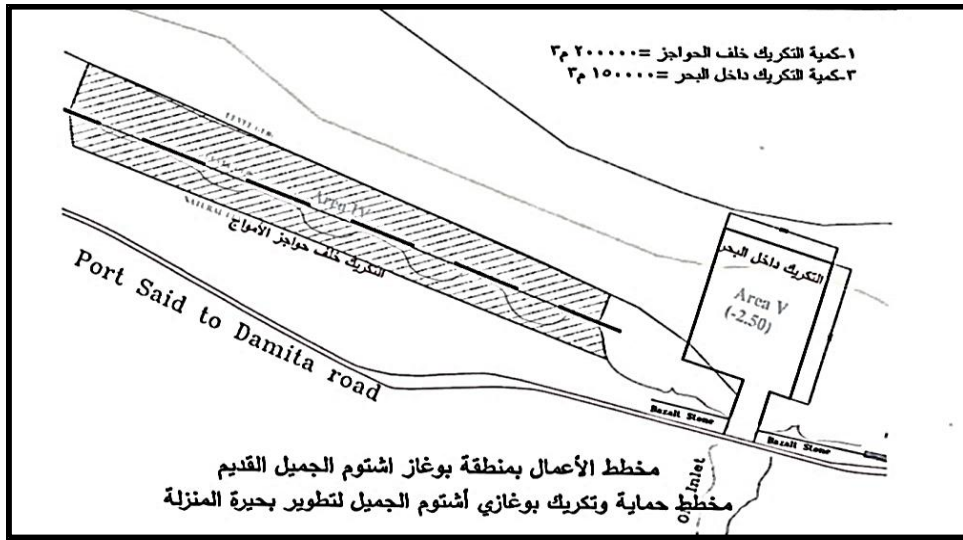 ١-كمية التكريك خلف الحواجز =٢٠٠٠٠٠ م٣
٣-كمية التكريك داخل البحر =١٥٠٠٠٠ م٣
Area IV
التكريك خلف حواجز الأمواج
التكريك داخل البحر
Area V
(-2.50)
Port Said to Damita road
Bazalt Stone
Bazalt Stone
Inlet
مخطط الأعمال بمنطقة بوغاز اشتوم الجميل القديم
مخطط حماية وتكريك بوغازي أشتوم الجميل لتطوير بحيرة المنزلة